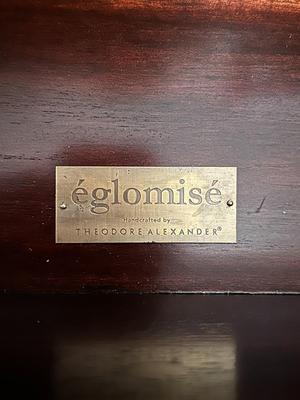 églomisé
Handcrafted by
THEODORE ALEXANDER®